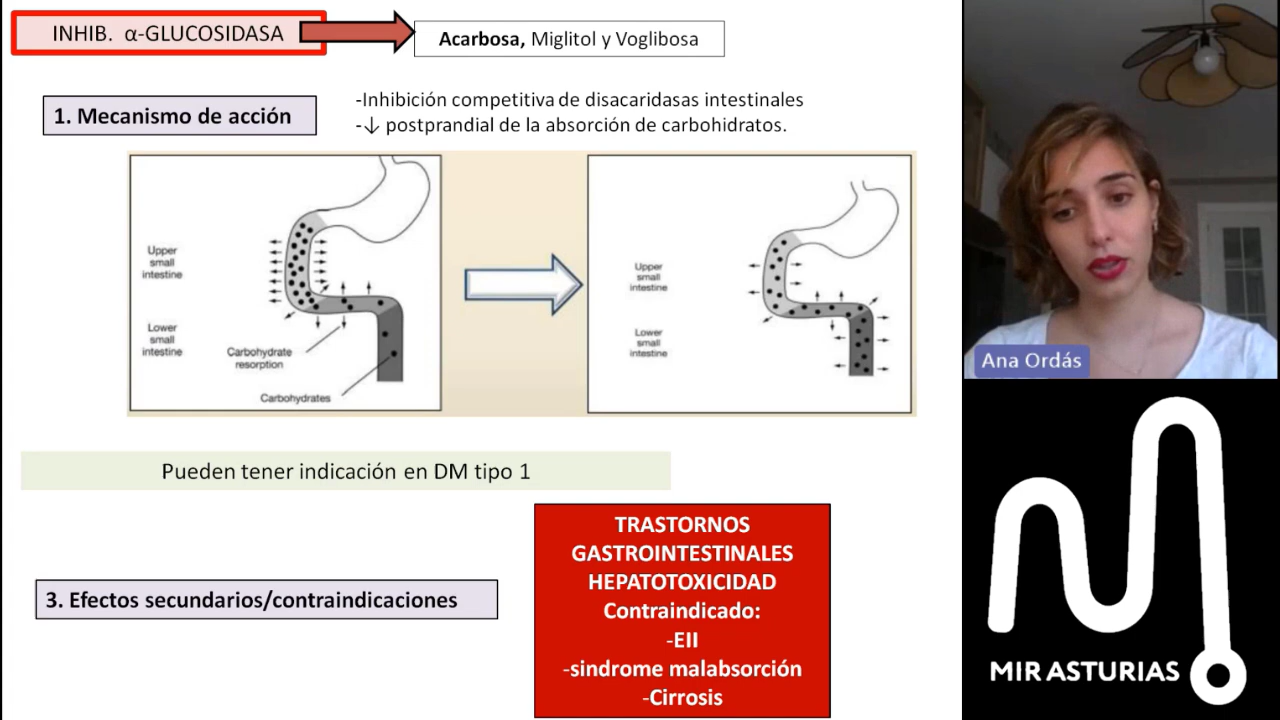 INHIB. α-GLUCOSIDASA
Acarbosa, Miglitol y Voglibosa
1. Mecanismo de acción
-Inhibición competitiva de disacaridasas intestinales
-↓ postprandial de la absorción de carbohidratos.
Upper
small
intestine
Lower
small
intestine
Carbohydrate
resorption
Carbohydrates
Upper
small
intestine
Lower
small
intestine
Pueden tener indicación en DM tipo 1
3. Efectos secundarios/contraindicaciones
TRASTORNOS
GASTROINTESTINALES
HEPATOTOXICIDAD
Contraindicado:
-EII
-sindrome malabsorción
-Cirrosis
Ana Ordás
MIR ASTURIAS